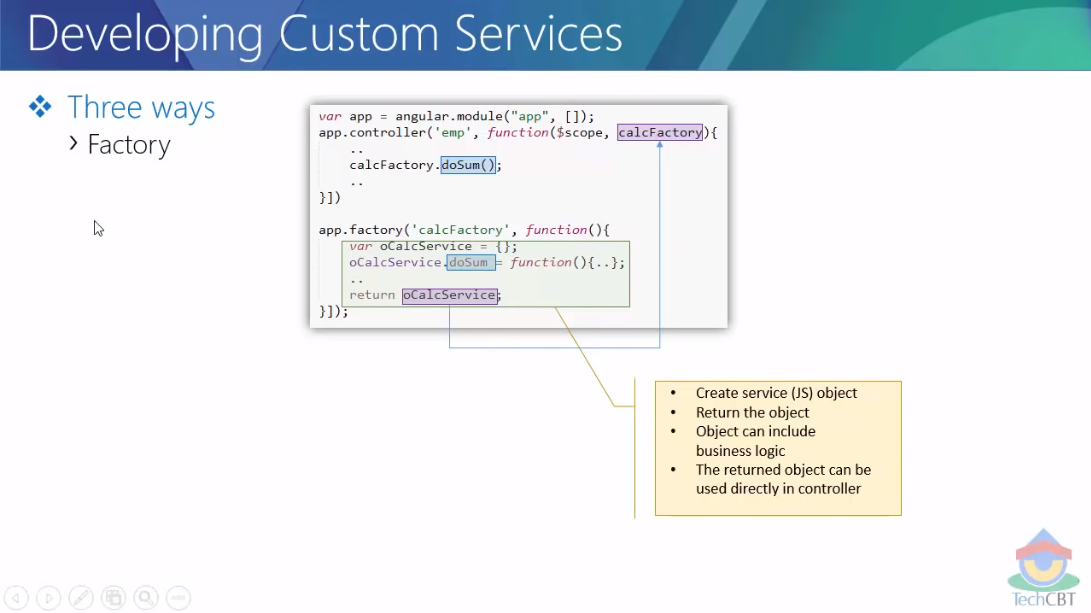 Developing Custom Services
Three ways
Factory
var app = angular.module("app", []);
app.controller('emp', function($scope, calcFactory){
..
calcFactory.doSum();
..
}])
app.factory('calcFactory', function(){
var oCalcService = {};
oCalcService.doSum = function(){..};
..
return oCalcService;
}]);
• Create service (JS) object
• Return the object
• Object can include
business logic
• The returned object can be
used directly in controller
TechCBT